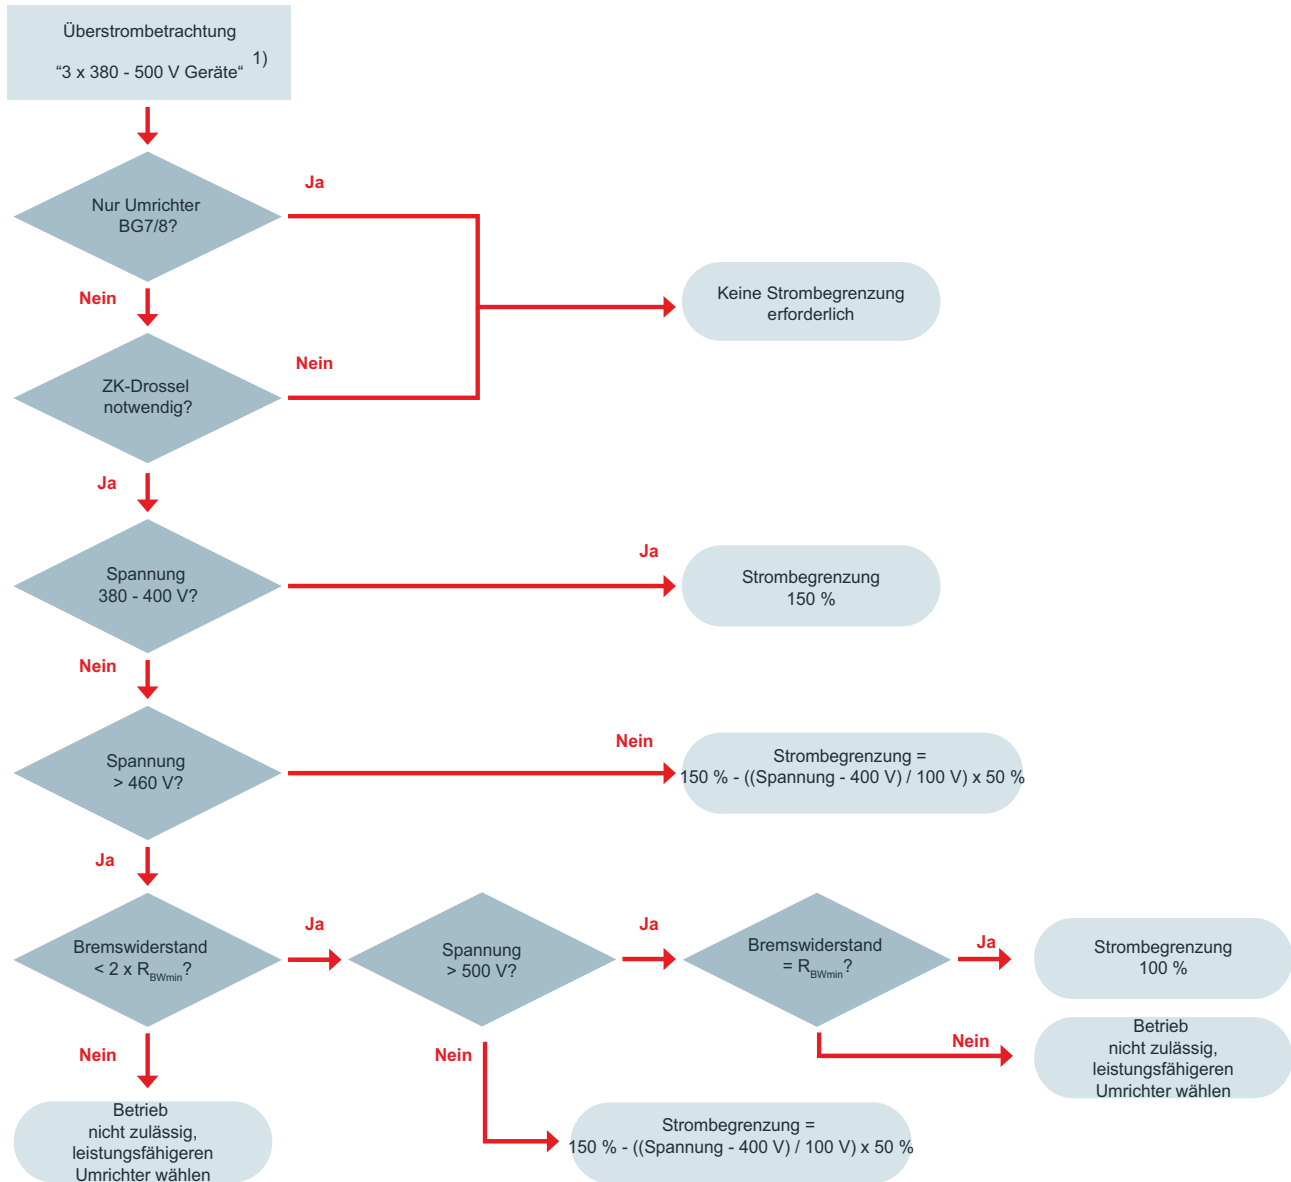 Überstrombetrachtung
“3 x 380 - 500 V Geräte“ 1)
Nur Umrichter
BG7/8?
Ja
Nein
Keine Strombegrenzung
erforderlich
ZK-Drossel
notwendig?
Nein
Ja
Spannung
380 - 400 V?
Ja
Strombegrenzung
150 %
Nein
Spannung
> 460 V?
Nein
Strombegrenzung =
150 % - ((Spannung - 400 V) / 100 V) x 50 %
Ja
Bremswiderstand
< 2 x RBWmin?
Ja
Spannung
> 500 V?
Ja
Bremswiderstand
= RBWmin?
Ja
Strombegrenzung
100 %
Nein
Nein
Nein
Betrieb
nicht zulässig,
leistungsfähigeren
Umrichter wählen
Betrieb
nicht zulässig,
leistungsfähigeren
Umrichter wählen
Strombegrenzung =
150 % - ((Spannung - 400 V) / 100 V) x 50 %